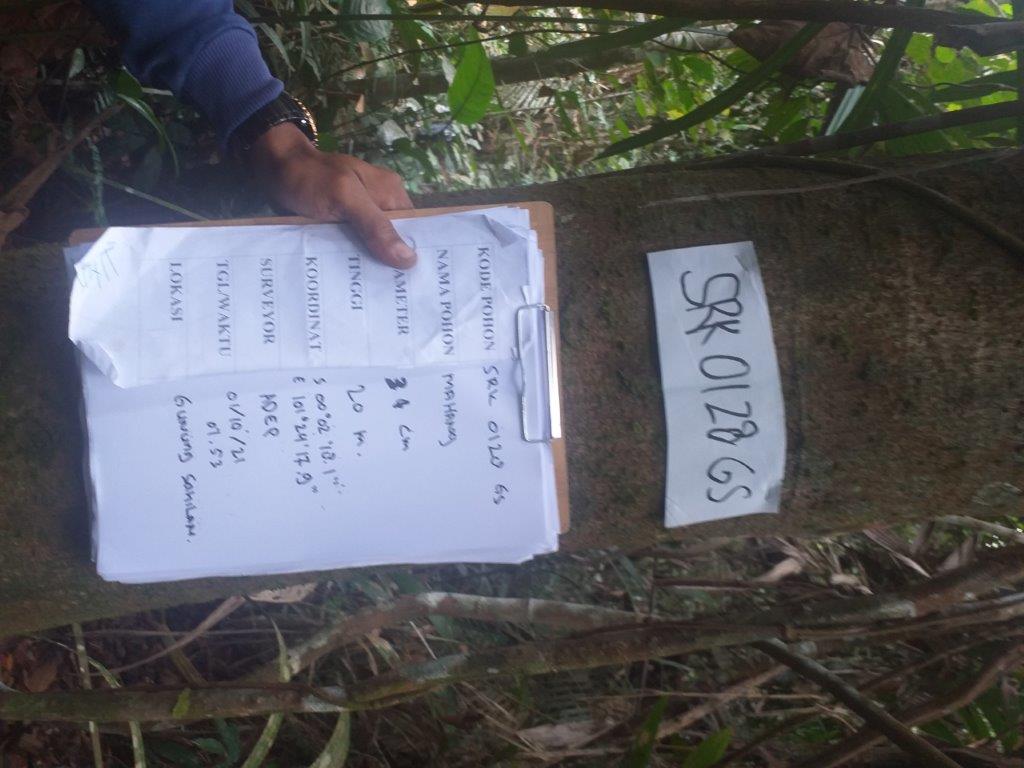 SRK 0128 GS
KODE POHON SRK 0128 GS
NAMA POHON MAHANG
AMETER 34 cm
TINGGI 20 m.
KOORDINAT S 00°02'18.1"
E 101°24'17.9"
SURVEYOR ADEP
TGL/WAKTU 01/10/21
07.53
LOKASI Gunung Sahilan.